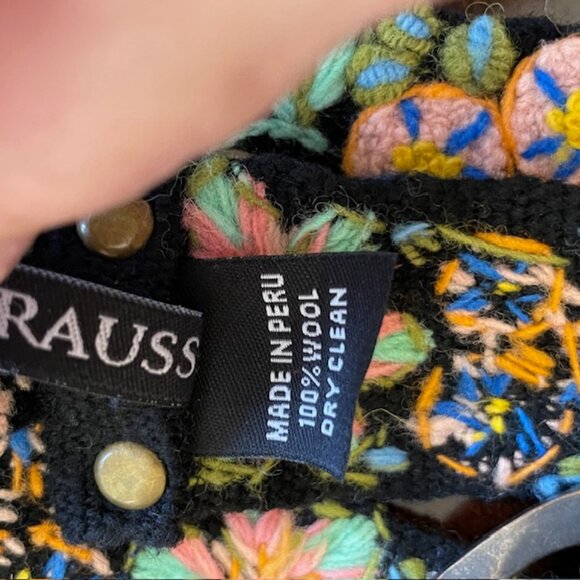 RAUSS
MADE IN PERU
100% WOOL
DRY CLEAN